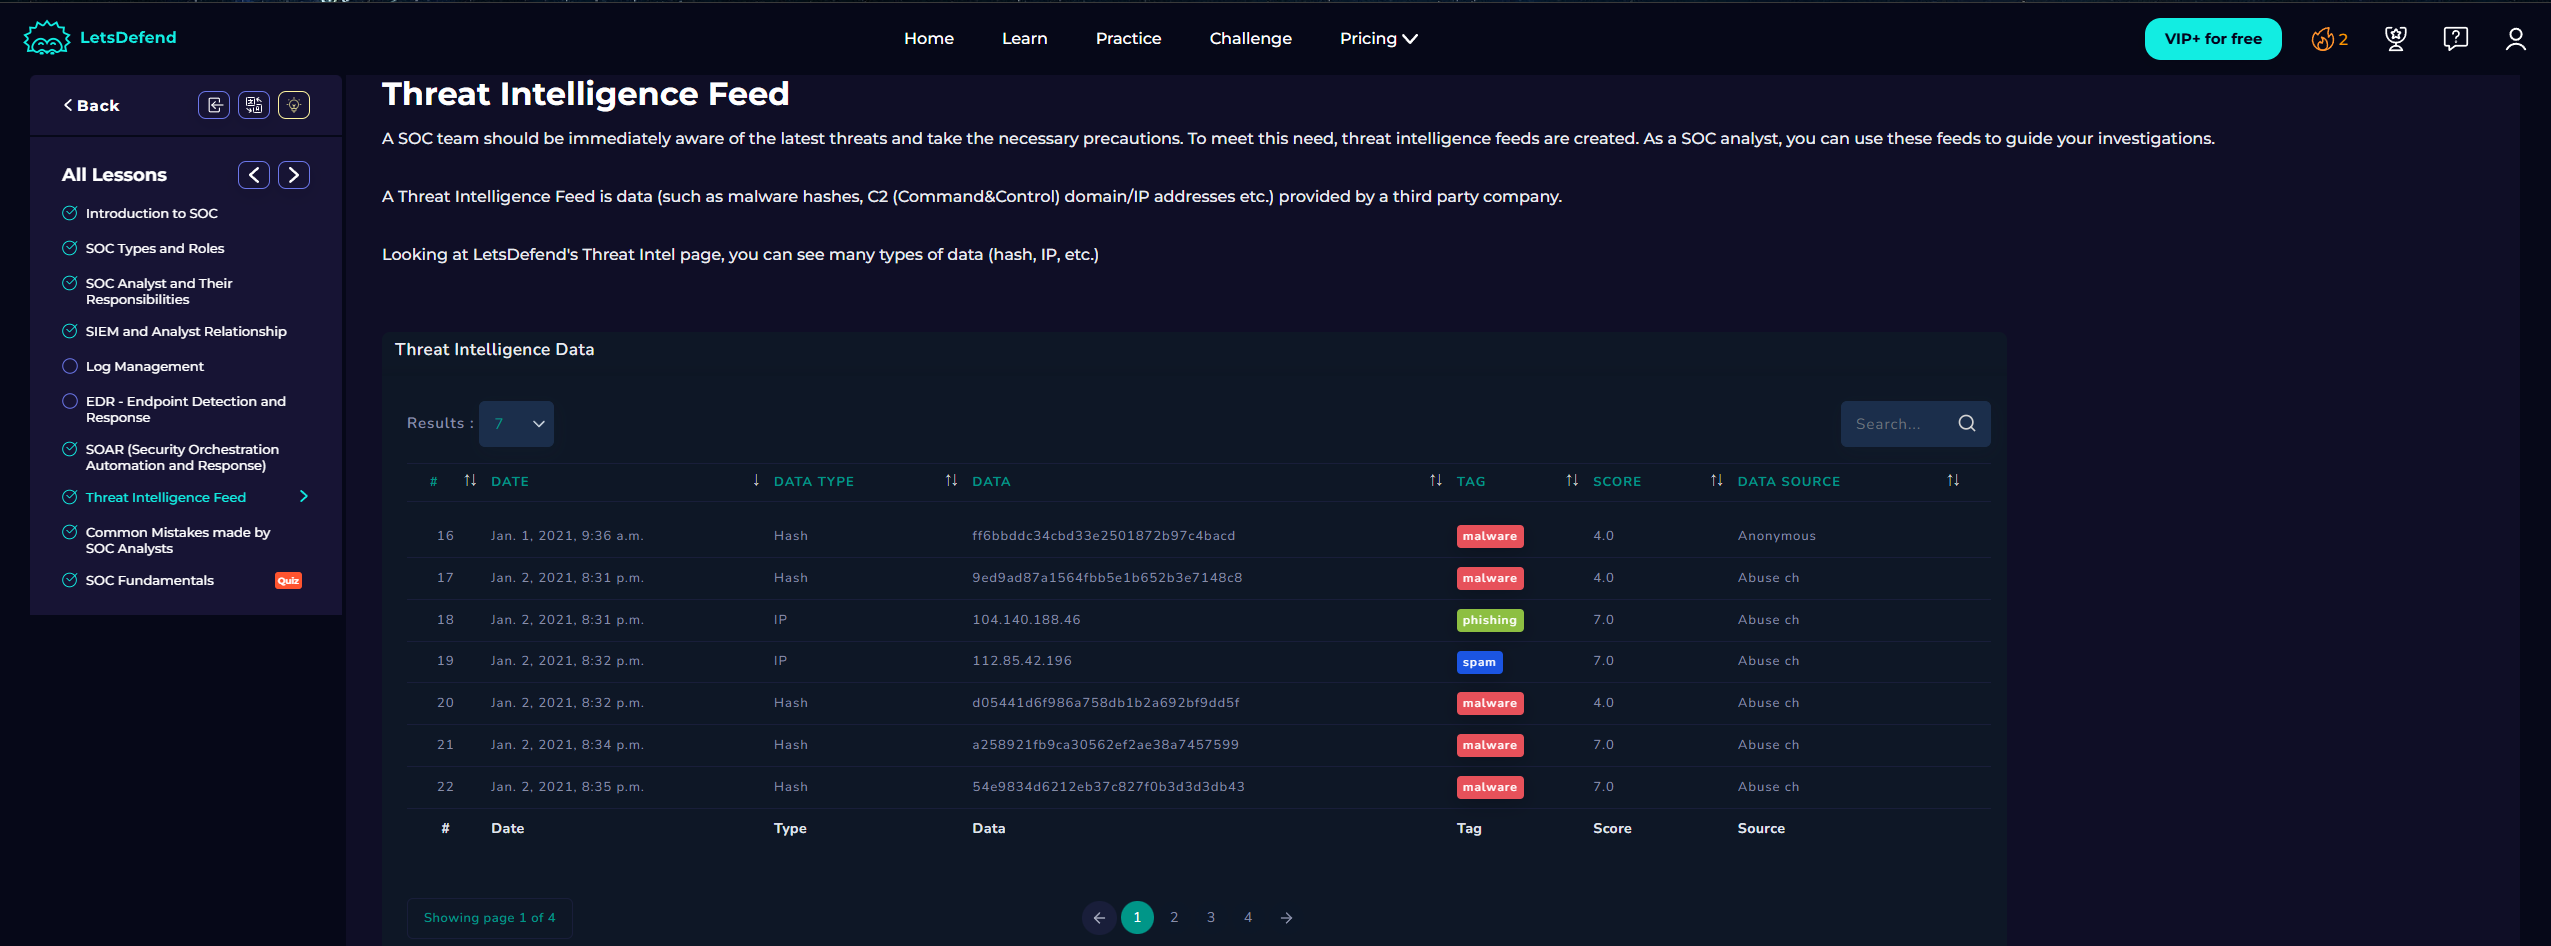 LetsDefend
Home Learn Practice Challenge Pricing
VIP+ for free
2
Back
All Lessons
Introduction to SOC
SOC Types and Roles
SOC Analyst and Their
Responsibilities
SIEM and Analyst Relationship
Log Management
EDR - Endpoint Detection and
Response
SOAR (Security Orchestration
Automation and Response)
Threat Intelligence Feed
Common Mistakes made by
SOC Analysts
SOC Fundamentals Quiz
Threat Intelligence Feed
A SOC team should be immediately aware of the latest threats and take the necessary precautions. To meet this need, threat intelligence feeds are created. As a SOC analyst, you can use these feeds to guide your investigations.
A Threat Intelligence Feed is data (such as malware hashes, C2 (Command&Control) domain/IP addresses etc.) provided by a third party company.
Looking at LetsDefend's Threat Intel page, you can see many types of data (hash, IP, etc.)
Threat Intelligence Data
Results : 7 Search...
# DATE DATA TYPE DATA TAG SCORE DATA SOURCE
16 Jan. 1, 2021, 9:36 a.m. Hash ff6bbddc34cbd33e2501872b97c4bacd malware 4.0 Anonymous
17 Jan. 2, 2021, 8:31 p.m. Hash 9ed9ad87a1564fbb5e1b652b3e7148c8 malware 4.0 Abuse ch
18 Jan. 2, 2021, 8:31 p.m. IP 104.140.188.46 phishing 7.0 Abuse ch
19 Jan. 2, 2021, 8:32 p.m. IP 112.85.42.196 spam 7.0 Abuse ch
20 Jan. 2, 2021, 8:32 p.m. Hash d05441d6f986a758db1b2a692bf9dd5f malware 4.0 Abuse ch
21 Jan. 2, 2021, 8:34 p.m. Hash a258921fb9ca30562ef2ae38a7457599 malware 7.0 Abuse ch
22 Jan. 2, 2021, 8:35 p.m. Hash 54e9834d6212eb37c827f0b3d3d3db43 malware 7.0 Abuse ch
# Date Type Data Tag Score Source
Showing page 1 of 4 1 2 3 4